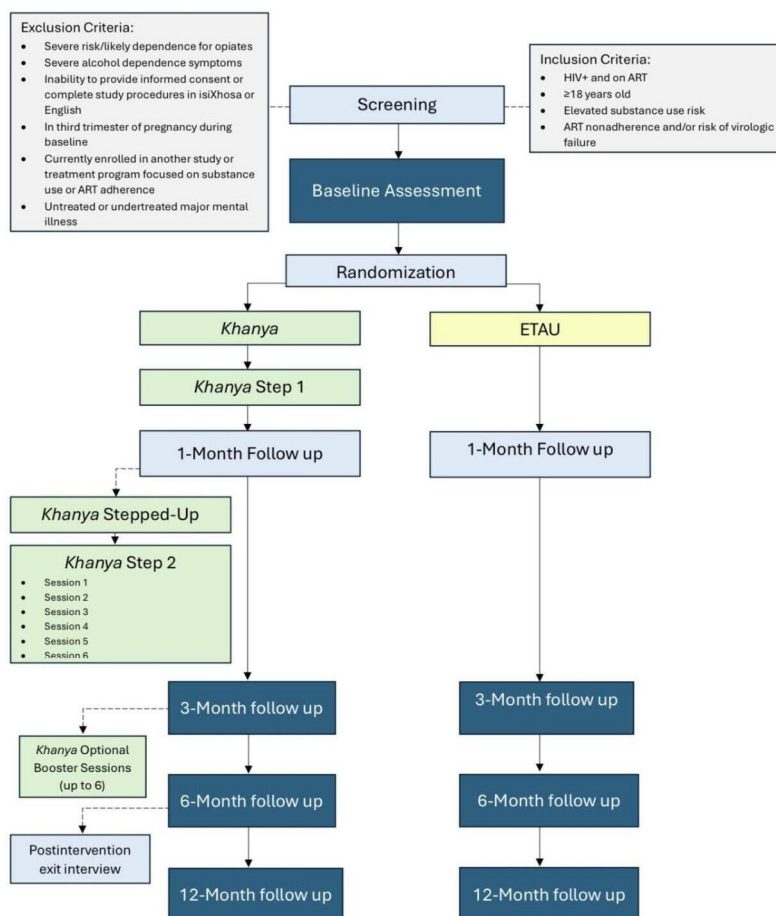 Exclusion Criteria:
• Severe risk/likely dependence for opiates
• Severe alcohol dependence symptoms
• Inability to provide informed consent or
complete study procedures in isiXhosa or
English
• In third trimester of pregnancy during
baseline
• Currently enrolled in another study or
treatment program focused on substance
use or ART adherence
• Untreated or undertreated major mental
illness
Inclusion Criteria:
• HIV+ and on ART
• ≥18 years old
• Elevated substance use risk
• ART nonadherence and/or risk of virologic
failure
Screening
Baseline Assessment
Randomization
Khanya
ETAU
Khanya Step 1
1-Month Follow up
1-Month Follow up
Khanya Stepped-Up
Khanya Step 2
• Session 1
• Session 2
• Session 3
• Session 4
• Session 5
• Session 6
3-Month follow up
3-Month follow up
Khanya Optional
Booster Sessions
(up to 6)
6-Month follow up
6-Month follow up
Postintervention
exit interview
12-Month follow up
12-Month follow up